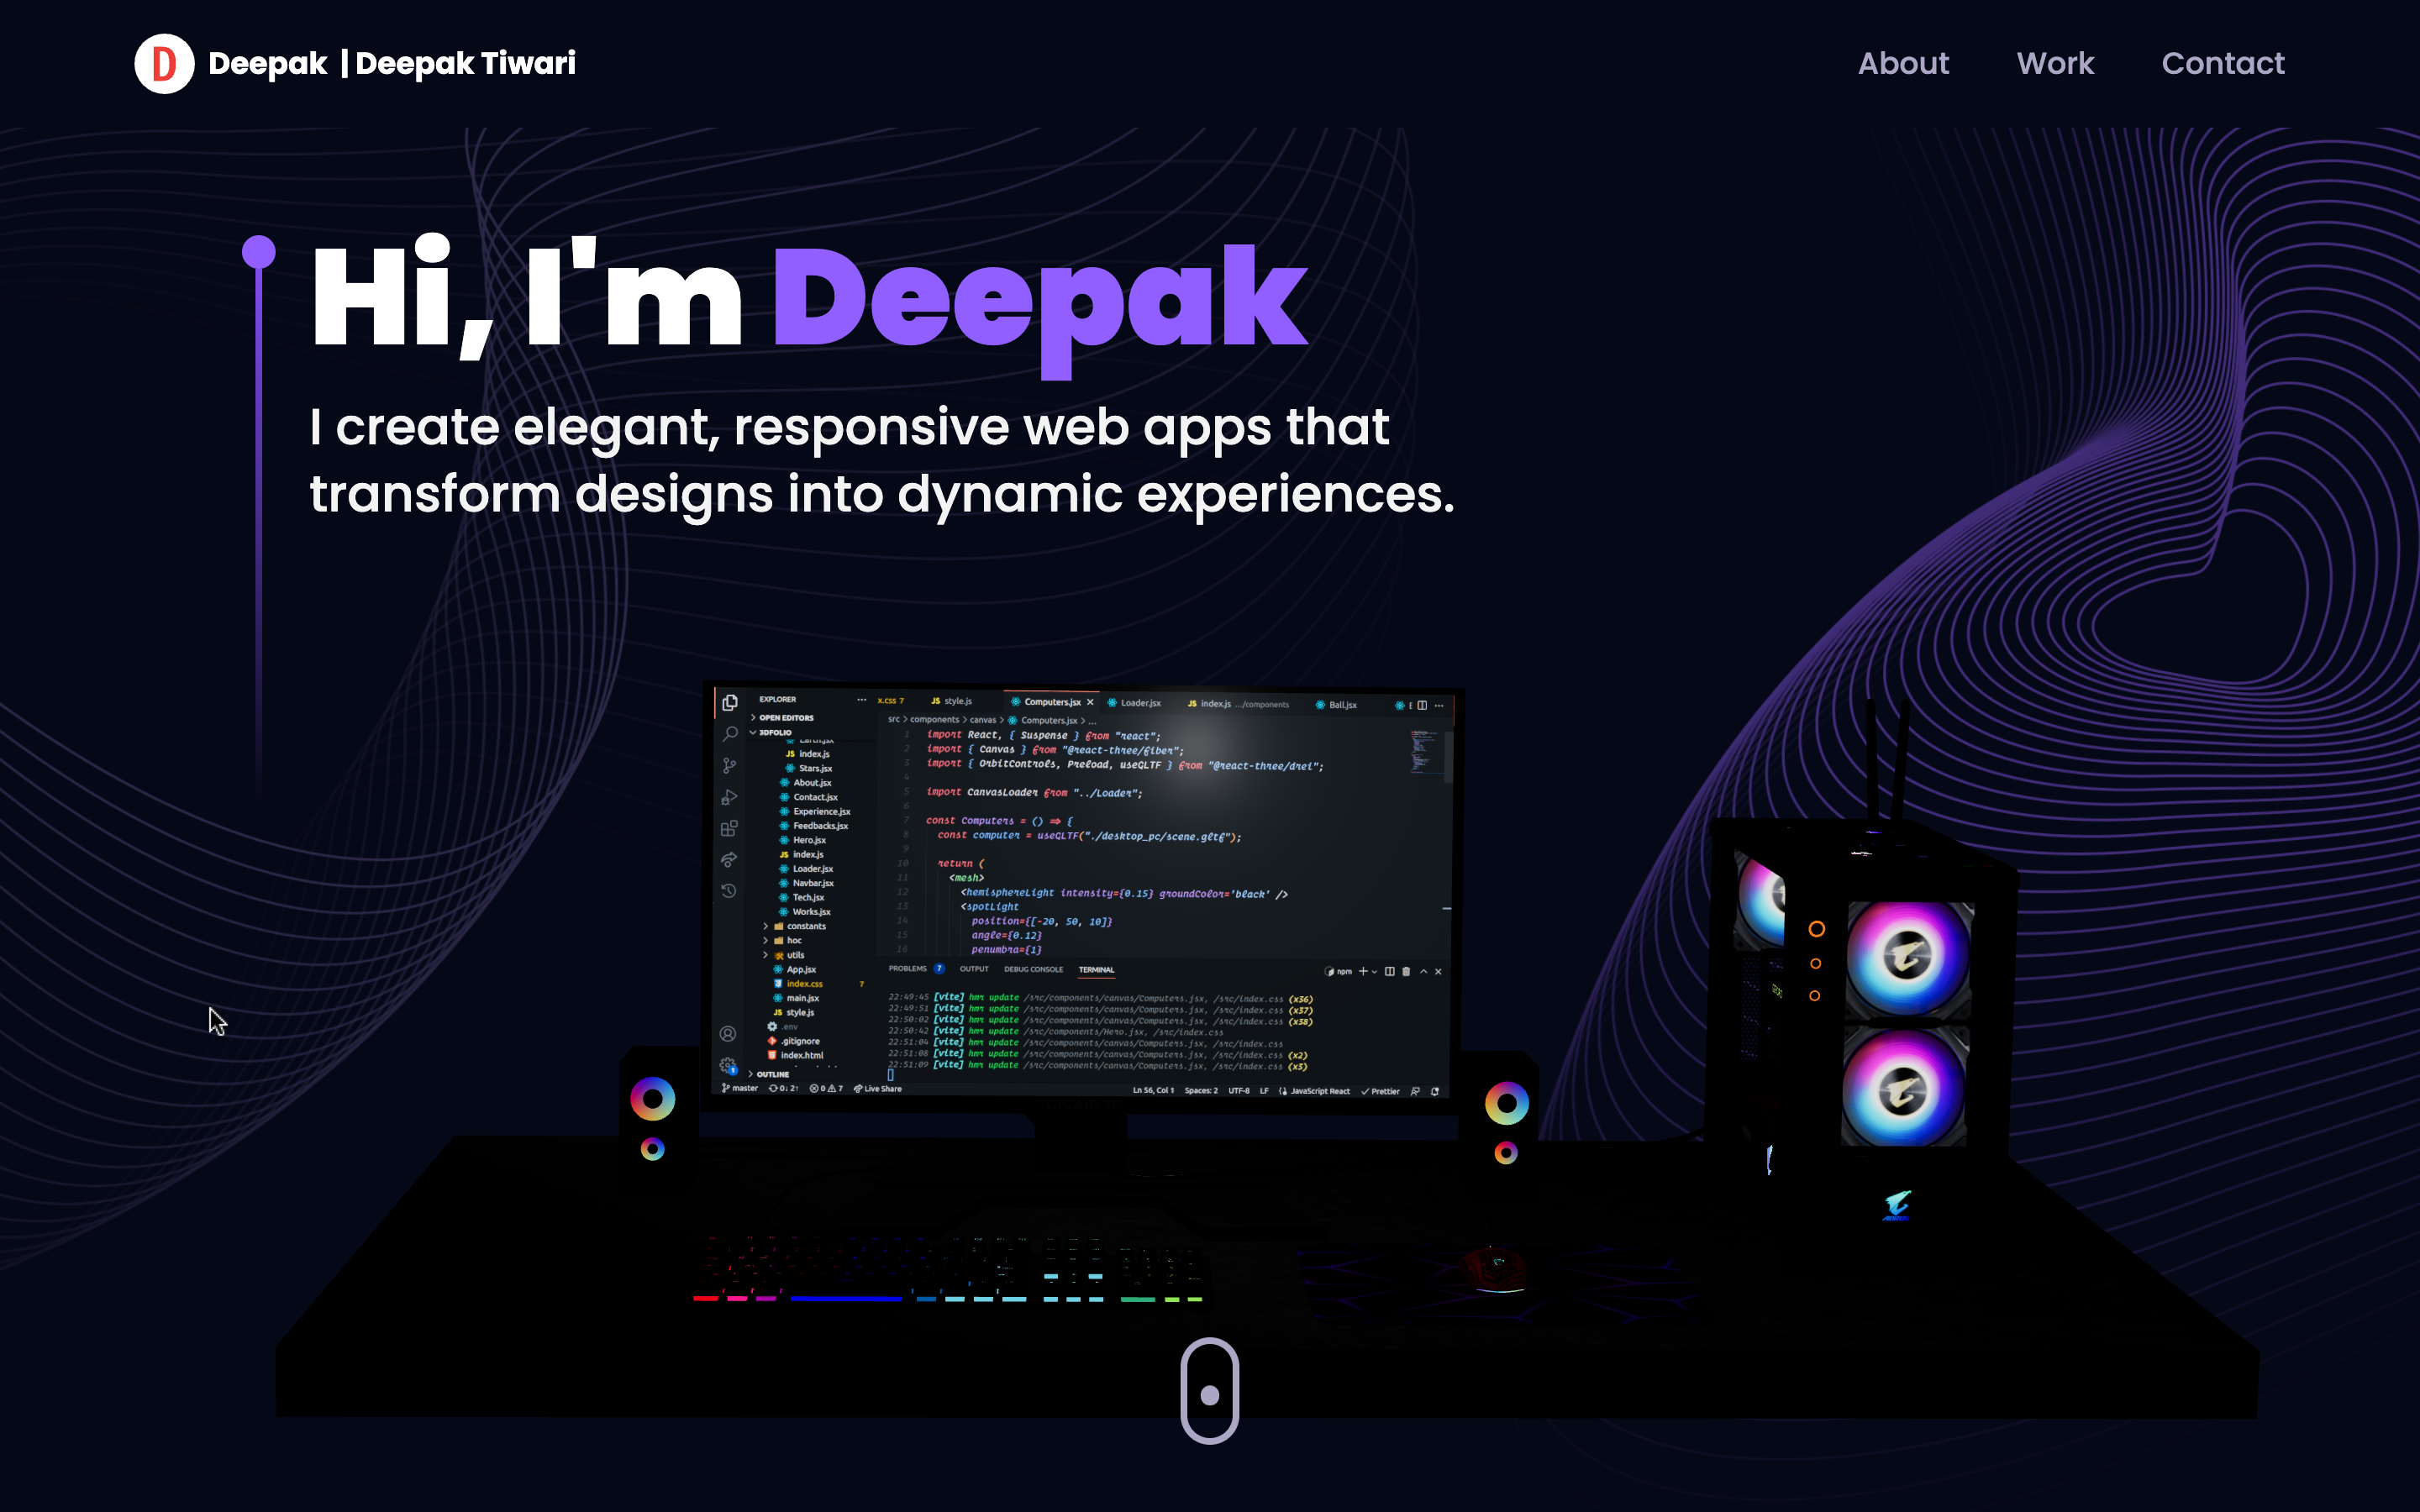 D Deepak | Deepak Tiwari
About Work Contact
Hi, I'm Deepak
I create elegant, responsive web apps that
transform designs into dynamic experiences.
EXPLORER ···
x.css 7 JS style.js Computers.jsx × Loader.jsx JS index.js .../components Ball.jsx
OPEN EDITORS
3DFOLIO
JS index.js
Stars.jsx
About.jsx
Contact.jsx
Experience.jsx
Feedbacks.jsx
Hero.jsx
JS index.js
Loader.jsx
Navbar.jsx
Tech.jsx
Works.jsx
constants
hoc
utils
App.jsx
index.css 7
main.jsx
JS style.js
.env
.gitignore
index.html
OUTLINE
src > components > canvas > Computers.jsx > ...
1 import React, { Suspense } from "react";
2 import { Canvas } from "@react-three/fiber";
3 import { OrbitControls, Preload, useGLTF } from "@react-three/drei";
4
5 import CanvasLoader from "../Loader";
6
7 const Computers = () => {
8 const computer = useGLTF("./desktop_pc/scene.gltf");
9
10 return (
11 <mesh>
12 <hemisphereLight intensity={0.15} groundColor='black' />
13 <spotLight
14 position={[-20, 50, 10]}
15 angle={0.12}
16 penumbra={1}
PROBLEMS 7 OUTPUT DEBUG CONSOLE TERMINAL npm
22:49:45 [vite] hmr update /src/components/canvas/Computers.jsx, /src/index.css (x36)
22:49:51 [vite] hmr update /src/components/canvas/Computers.jsx, /src/index.css (x37)
22:50:02 [vite] hmr update /src/components/canvas/Computers.jsx, /src/index.css (x38)
22:50:42 [vite] hmr update /src/components/Hero.jsx, /src/index.css
22:51:04 [vite] hmr update /src/components/canvas/Computers.jsx, /src/index.css
22:51:08 [vite] hmr update /src/components/canvas/Computers.jsx, /src/index.css (x2)
22:51:09 [vite] hmr update /src/components/canvas/Computers.jsx, /src/index.css (x3)
master 0↓ 2↑ 0 7 Live Share Ln 56, Col 1 Spaces: 2 UTF-8 LF JavaScript React Prettier